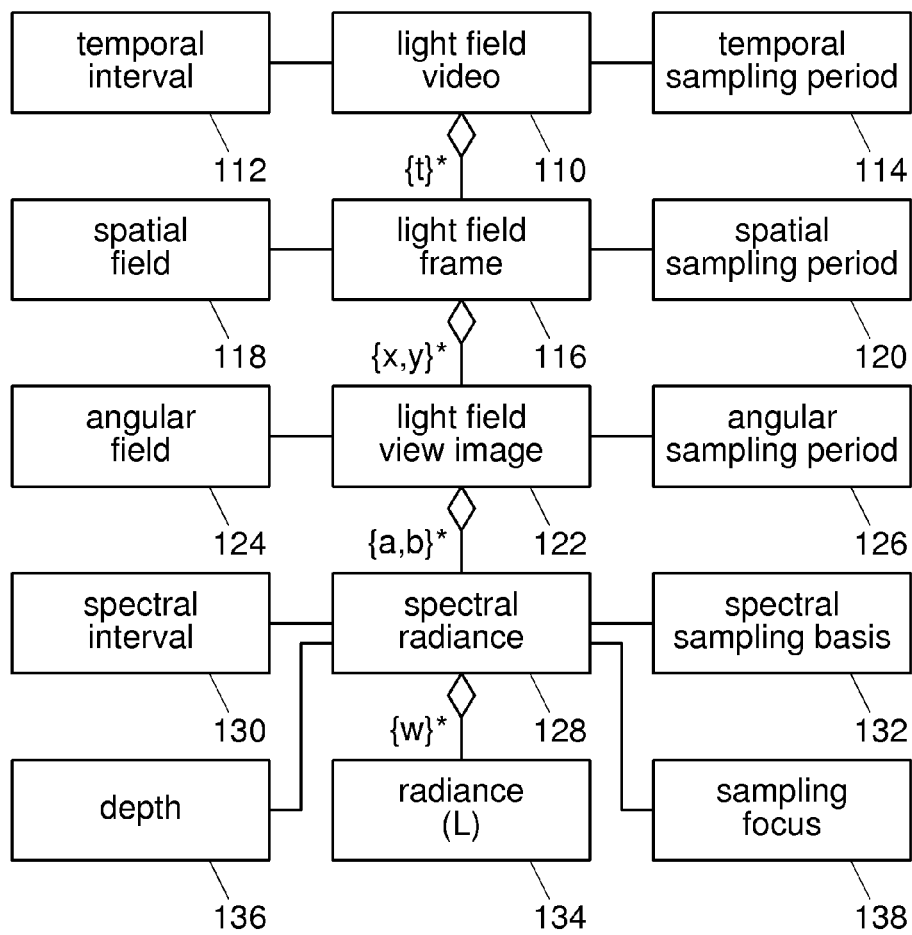 temporal
interval
light field
video
temporal
sampling period
112
{t}*
110
114
spatial
field
light field
frame
spatial
sampling period
118
{x,y}*
116
120
angular
field
light field
view image
angular
sampling period
124
{a,b}*
122
126
spectral
interval
spectral
radiance
spectral
sampling basis
130
{w}*
128
132
depth
radiance
(L)
sampling
focus
136
134
138